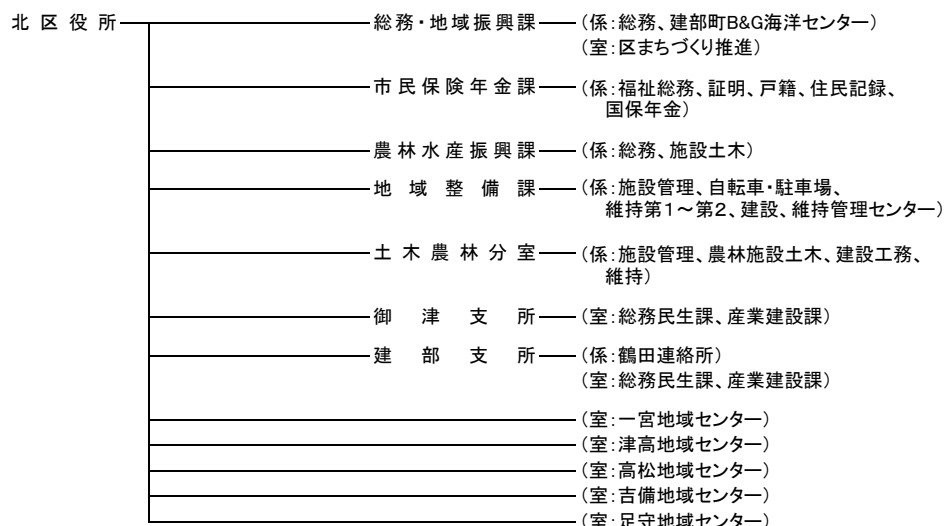 北区役所 総務・地域振興課 (係:総務、建部町B&G海洋センター)
(室:区まちづくり推進)
市民保険年金課 (係:福祉総務、証明、戸籍、住民記録、
国保年金)
農林水産振興課 (係:総務、施設土木)
地域整備課 (係:施設管理、自転車・駐車場、
維持第1~第2、建設、維持管理センター)
土木農林分室 (係:施設管理、農林施設土木、建設工務、
維持)
御津支所 (室:総務民生課、産業建設課)
建部支所 (係:鶴田連絡所)
(室:総務民生課、産業建設課)
(室:一宮地域センター)
(室:津高地域センター)
(室:高松地域センター)
(室:吉備地域センター)
(室:足守地域センター)